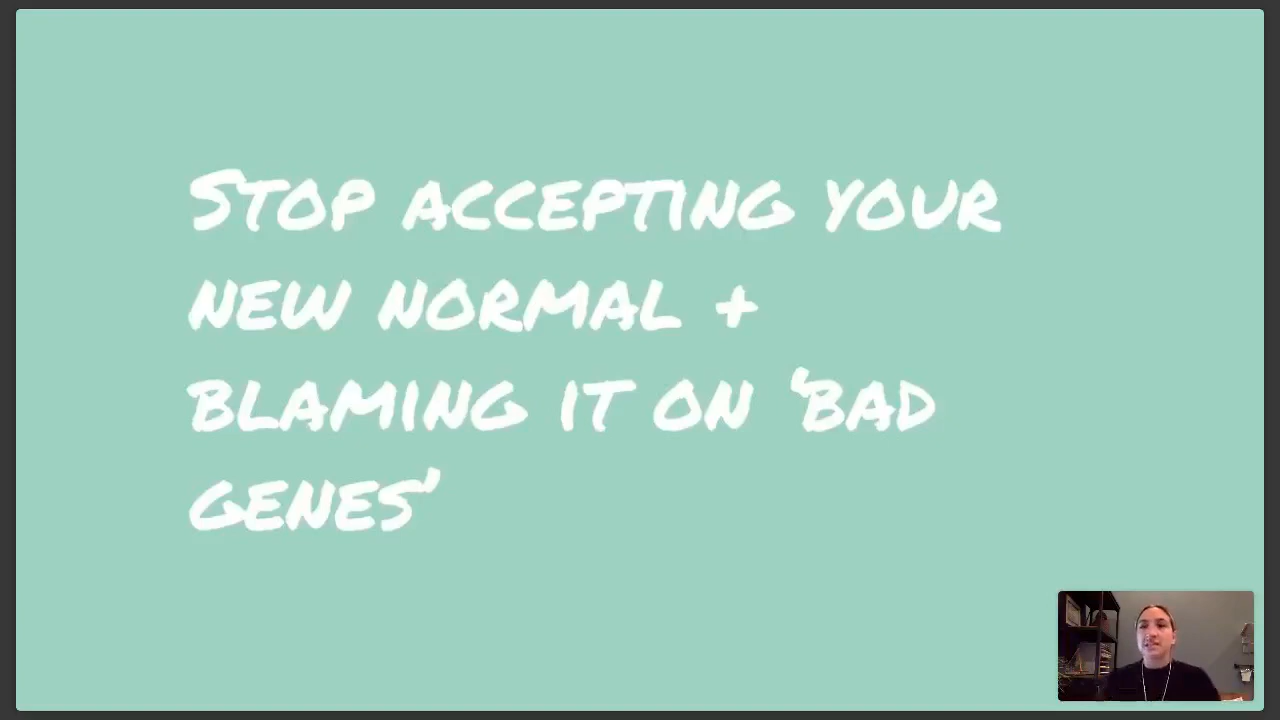 Stop accepting your
new normal +
blaming it on 'bad
genes'